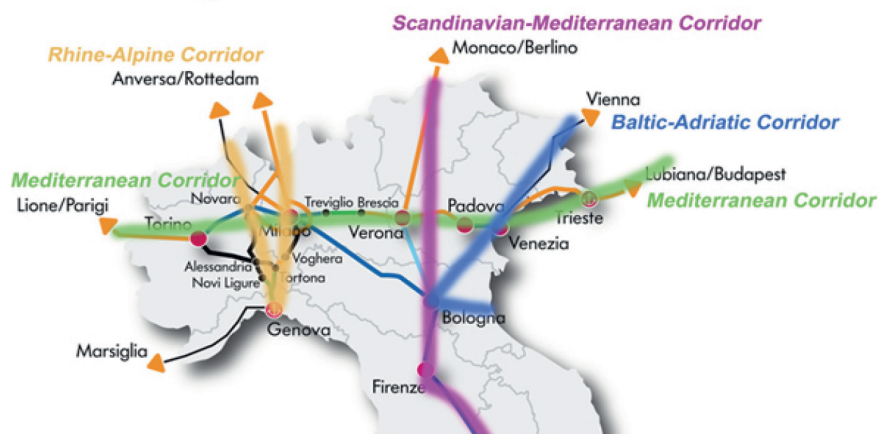 Scandinavian-Mediterranean Corridor
Monaco/Berlino
Rhine-Alpine Corridor
Anversa/Rottedam
Vienna
Baltic-Adriatic Corridor
Mediterranean Corridor
Lione/Parigi
Lubiana/Budapest
Mediterranean Corridor
Novara
Treviglio Brescia
Padova
Torino
Milano
Verona
Trieste
Venezia
Alessandria
Voghera
Novi Ligure
Tortona
Genova
Bologna
Marsiglia
Firenze